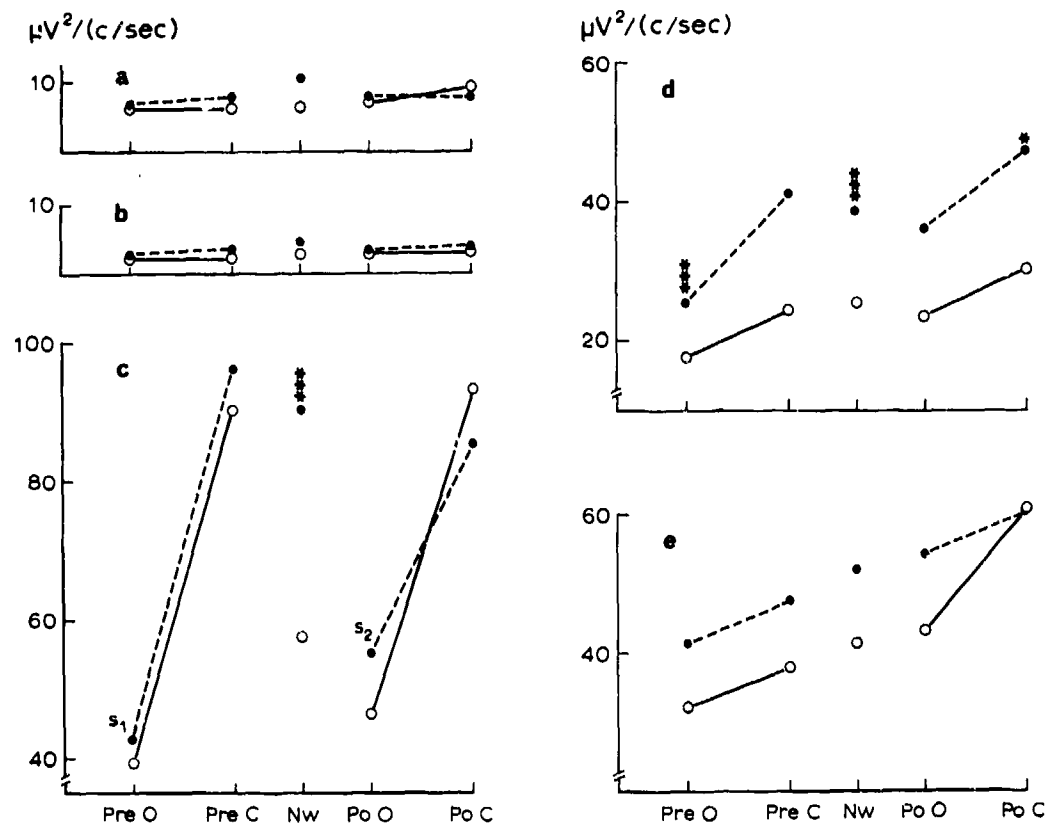 μV²/(c/sec)
10
a
10
b
100
c
***
80
60
s₂
s₁
40
Pre O Pre C Nw Po O Po C
μV²/(c/sec)
60
d
*
***
40
***
20
60
e
40
Pre O Pre C Nw Po O Po C